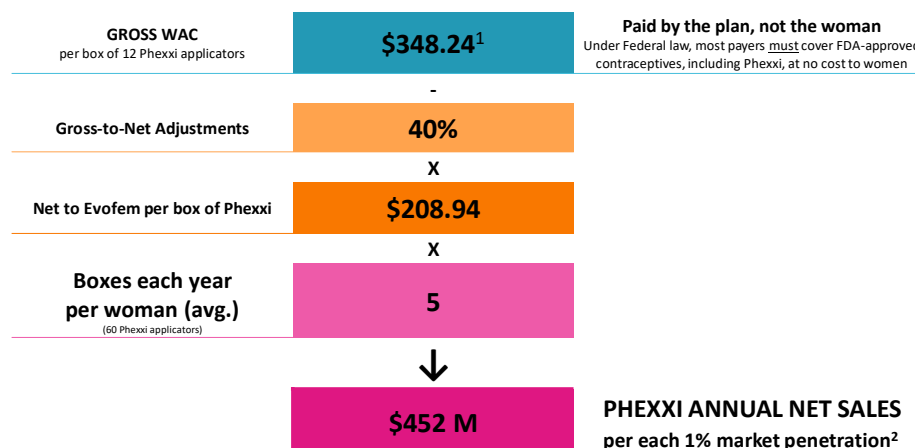 GROSS WAC
per box of 12 Phexxi applicators
$348.24¹
Paid by the plan, not the woman
Under Federal law, most payers must cover FDA-approved
contraceptives, including Phexxi, at no cost to women
-
Gross-to-Net Adjustments
40%
X
Net to Evofem per box of Phexxi
$208.94
X
Boxes each year
per woman (avg.)
(60 Phexxi applicators)
5
$452 M
PHEXXI ANNUAL NET SALES
per each 1% market penetration²